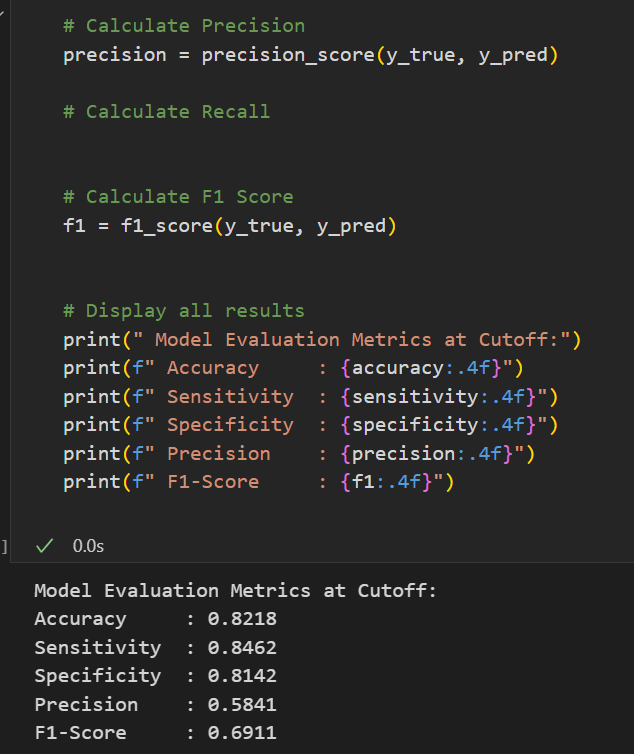 # Calculate Precision
precision = precision_score(y_true, y_pred)
# Calculate Recall
# Calculate F1 Score
f1 = f1_score(y_true, y_pred)
# Display all results
print(" Model Evaluation Metrics at Cutoff:")
print(f" Accuracy     : {accuracy:.4f}")
print(f" Sensitivity  : {sensitivity:.4f}")
print(f" Specificity  : {specificity:.4f}")
print(f" Precision    : {precision:.4f}")
print(f" F1-Score     : {f1:.4f}")
] ✓ 0.0s
Model Evaluation Metrics at Cutoff:
Accuracy     : 0.8218
Sensitivity  : 0.8462
Specificity  : 0.8142
Precision    : 0.5841
F1-Score     : 0.6911